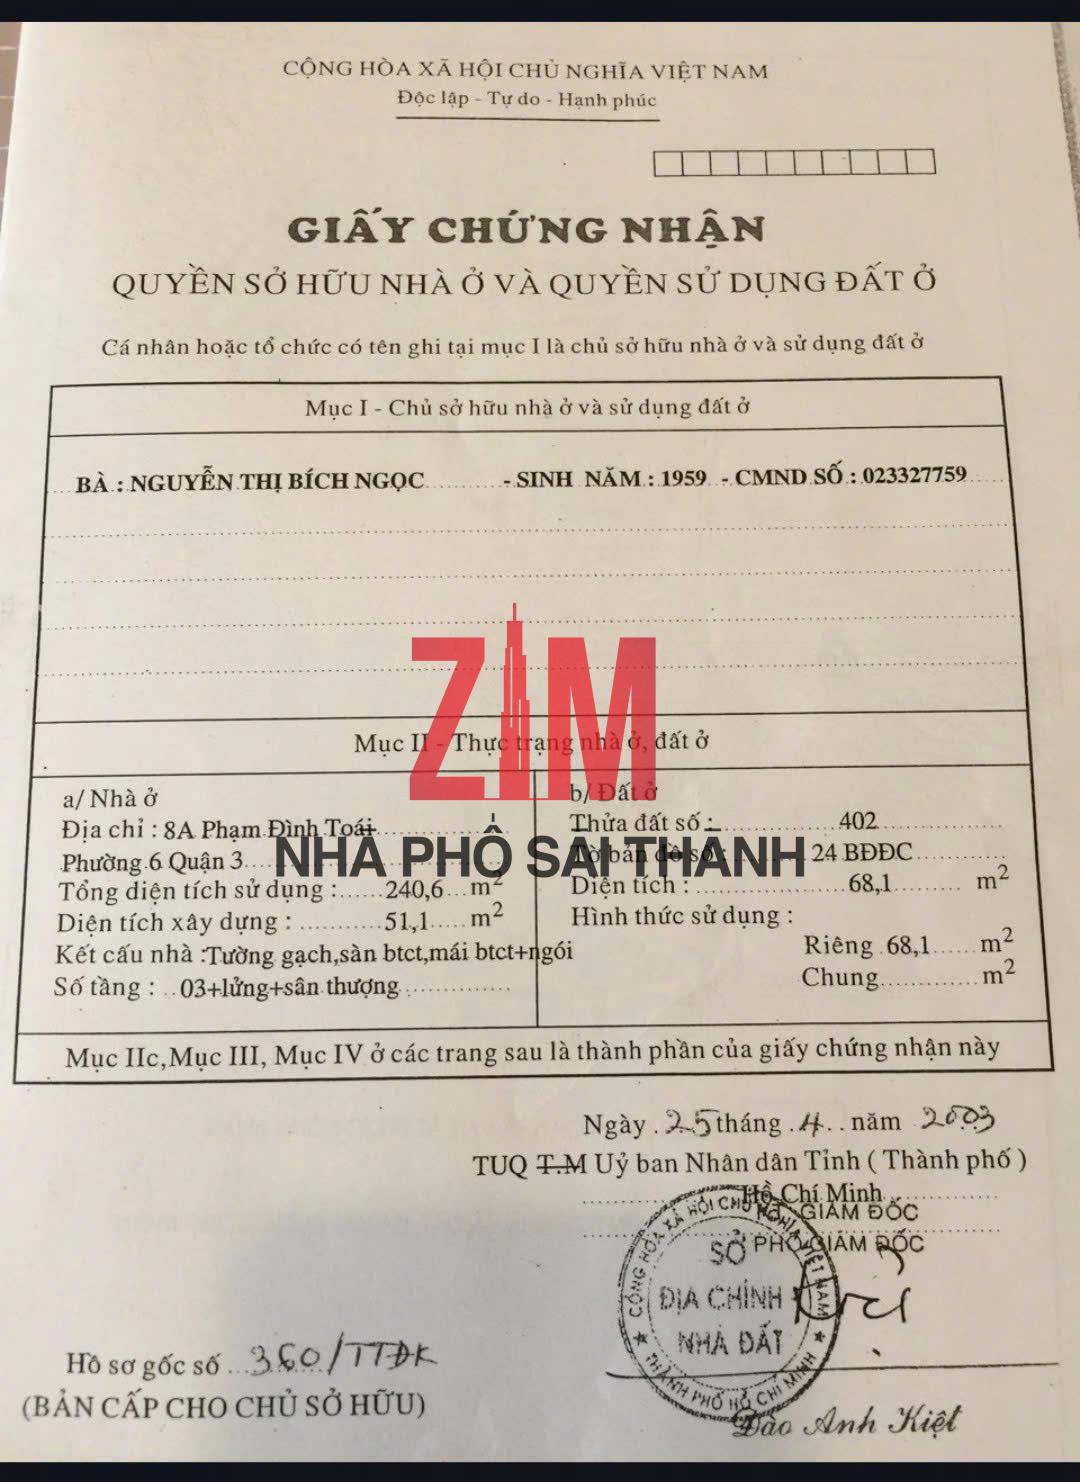 CỘNG HÒA XÃ HỘI CHỦ NGHĨA VIỆT NAM
Độc lập - Tự do - Hạnh phúc
GIẤY CHỨNG NHẬN
QUYỀN SỞ HỮU NHÀ Ở VÀ QUYỀN SỬ DỤNG ĐẤT Ở
Cá nhân hoặc tổ chức có tên ghi tại mục I là chủ sở hữu nhà ở và sử dụng đất ở
Mục I - Chủ sở hữu nhà ở và sử dụng đất ở
BÀ : NGUYỄN THỊ BÍCH NGỌC - SINH NĂM : 1959 - CMND SỐ : 023327759
ZIM
NHÀ PHỐ SÀI THÀNH
Mục II - Thực trạng nhà ở, đất ở
a/ Nhà ở
Địa chỉ : 8A Phạm Đình Toái
Phường 6 Quận 3
Tổng diện tích sử dụng : 240,6 m2
Diện tích xây dựng : 51,1 m2
Kết cấu nhà :Tường gạch,sàn btct,mái btct+ngói
Số tầng : 03+lửng+sân thượng
b/ Đất ở
Thửa đất số : 402
Tờ bản đồ số : 24 BĐĐC
Diện tích : 68,1 m2
Hình thức sử dụng :
Riêng 68,1 m2
Chung m2
Mục IIc,Mục III, Mục IV ở các trang sau là thành phần của giấy chứng nhận này
Ngày 25 tháng 4 năm 2003
TUQ T.M Uỷ ban Nhân dân Tỉnh ( Thành phố )
Hồ Chí Minh
GIÁM ĐỐC
PHÓ GIÁM ĐỐC
CỘNG HÒA XÃ HỘI CHỦ NGHĨA VIỆT NAM
SỞ
ĐỊA CHÍNH
NHÀ ĐẤT
THÀNH PHỐ HỒ CHÍ MINH
Đào Anh Kiệt
Hồ sơ gốc số 360/TTĐK
(BẢN CẤP CHO CHỦ SỞ HỮU)